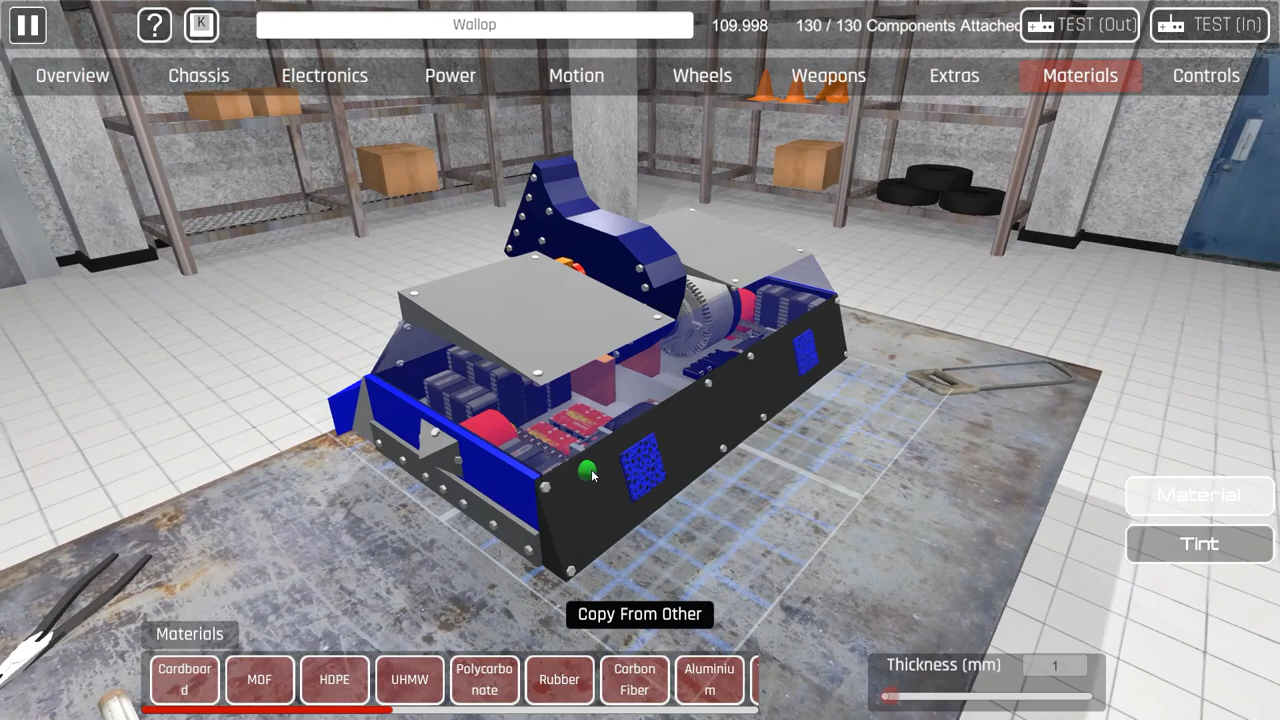 ?
K
Wallop
109.998
130 / 130 Components Attached
TEST (Out)
TEST (In)
Overview
Chassis
Electronics
Power
Motion
Wheels
Weapons
Extras
Materials
Controls
Material
Tint
Copy From Other
Materials
Cardboar
d
MDF
HDPE
UHMW
Polycarbo
nate
Rubber
Carbon
Fiber
Aluminiu
m
Thickness (mm)
1